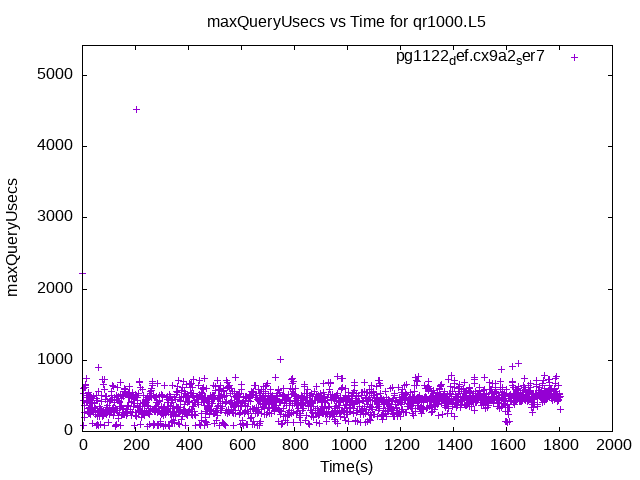 maxQueryUsecs vs Time for qr1000.L5
pg1122def.cx9a2ser7
maxQueryUsecs
5000
4000
3000
2000
1000
0
0 200 400 600 800 1000 1200 1400 1600 1800 2000
Time(s)